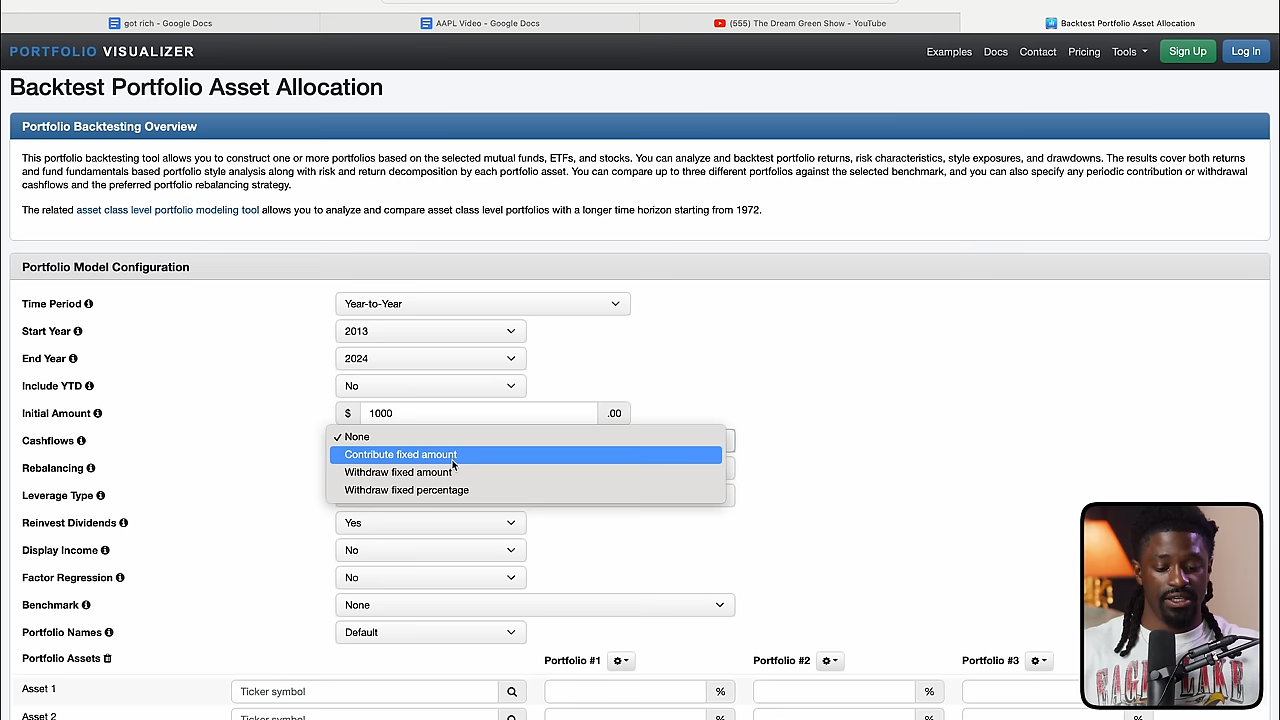 got rich - Google Docs
AAPL Video - Google Docs
(555) The Dream Green Show - YouTube
Backtest Portfolio Asset Allocation
PORTFOLIO VISUALIZER
Examples
Docs
Contact
Pricing
Tools
Sign Up
Log In
Backtest Portfolio Asset Allocation
Portfolio Backtesting Overview
This portfolio backtesting tool allows you to construct one or more portfolios based on the selected mutual funds, ETFs, and stocks. You can analyze and backtest portfolio returns, risk characteristics, style exposures, and drawdowns. The results cover both returns
and fund fundamentals based portfolio style analysis along with risk and return decomposition by each portfolio asset. You can compare up to three different portfolios against the selected benchmark, and you can also specify any periodic contribution or withdrawal
cashflows and the preferred portfolio rebalancing strategy.
The related asset class level portfolio modeling tool allows you to analyze and compare asset class level portfolios with a longer time horizon starting from 1972.
Portfolio Model Configuration
Time Period
Year-to-Year
Start Year
2013
End Year
2024
Include YTD
No
Initial Amount
$ 1000 .00
Cashflows
✓ None
Contribute fixed amount
Withdraw fixed amount
Withdraw fixed percentage
Rebalancing
Leverage Type
Reinvest Dividends
Yes
Display Income
No
Factor Regression
No
Benchmark
None
Portfolio Names
Default
Portfolio Assets
Portfolio #1
Portfolio #2
Portfolio #3
Asset 1
Ticker symbol
%
%
Asset 2
Ticker symbol
%
%
%